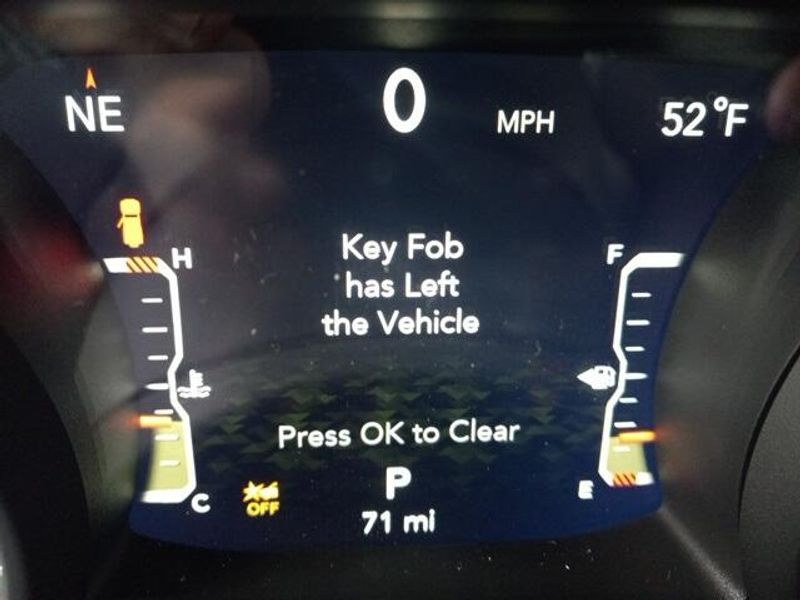 NE 0 MPH 52°F
H F
Key Fob
has Left
the Vehicle
Press OK to Clear
C P E
OFF
71 mi